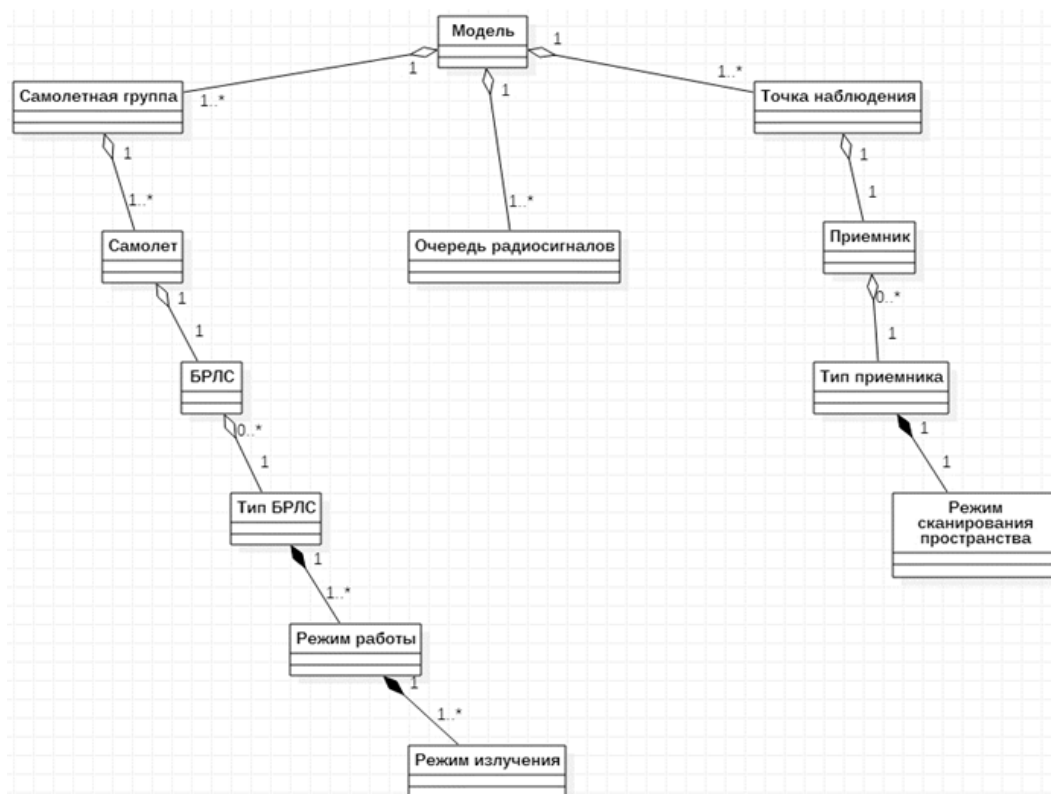 Модель
1
1
1
1..*
1..*
Самолетная группа
Точка наблюдения
1
1
1..*
1..*
1
Самолет
Очередь радиосигналов
Приемник
1
0..*
1
1
БРЛС
Тип приемника
0..*
1
1
1
Тип БРЛС
Режим
сканирования
пространства
1
1..*
Режим работы
1
1..*
Режим излучения